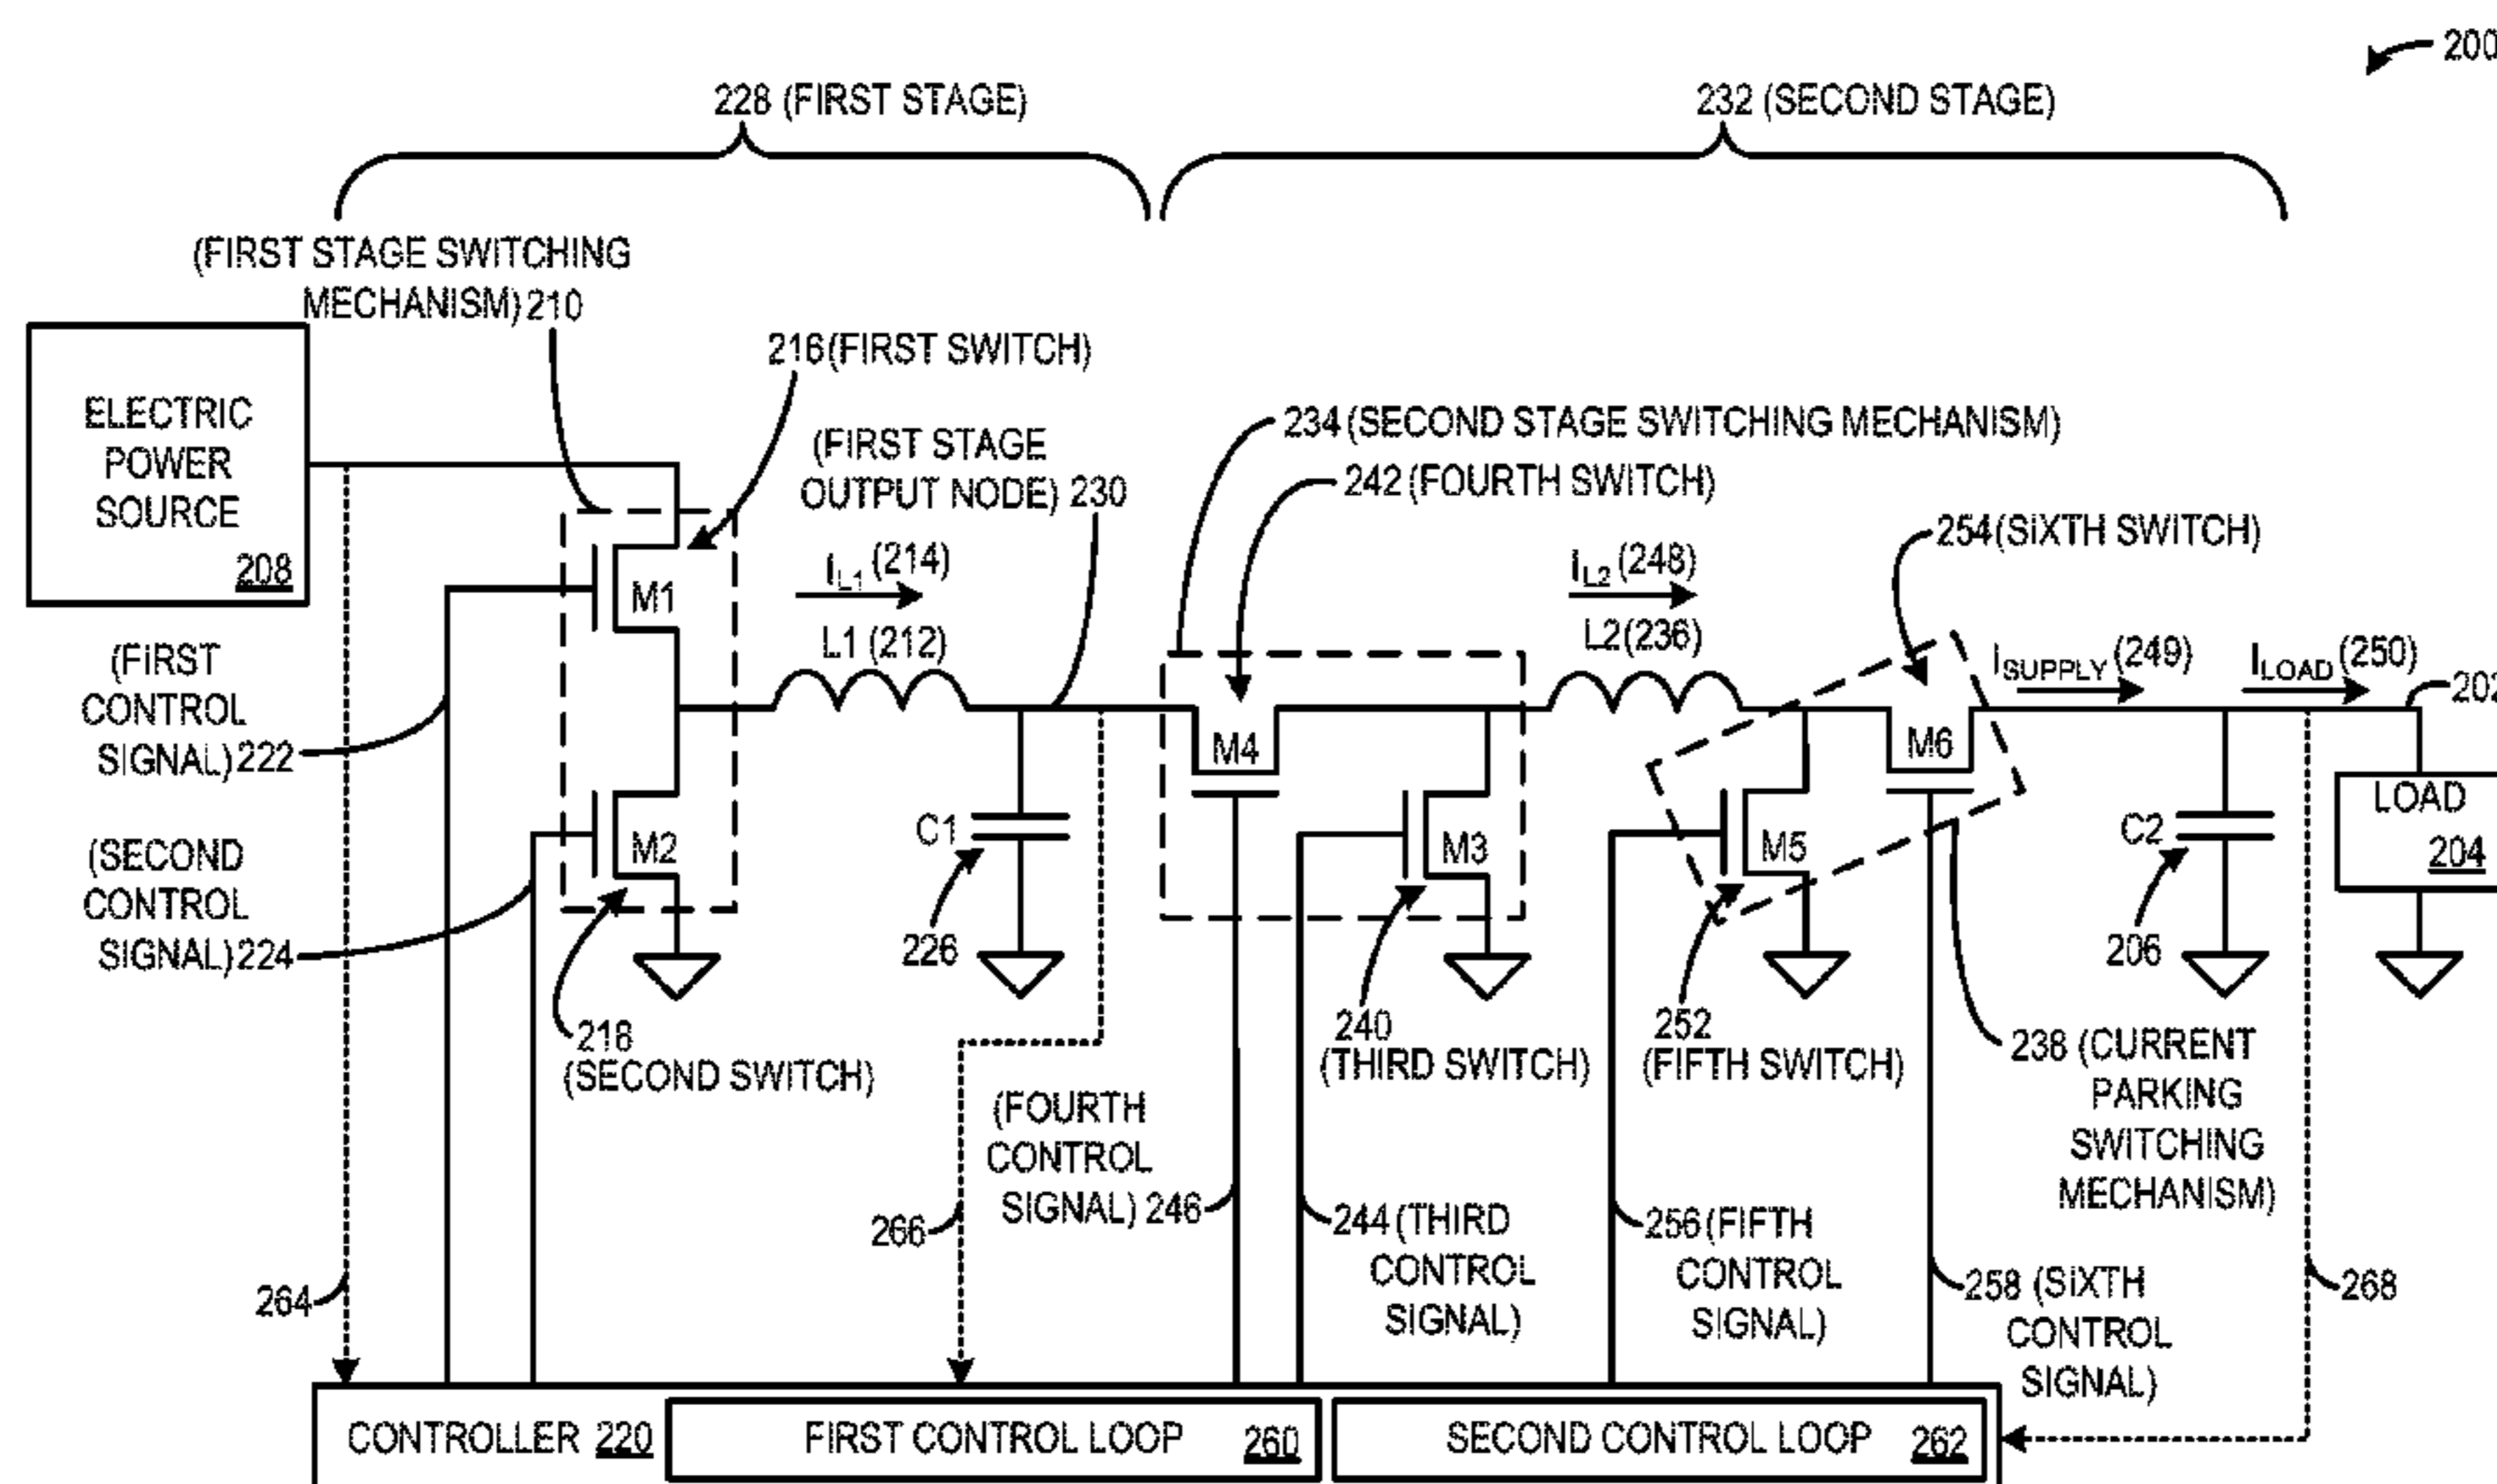 200
228 (FIRST STAGE)
232 (SECOND STAGE)
(FIRST STAGE SWITCHING
MECHANISM) 210
216 (FIRST SWITCH)
ELECTRIC
POWER
SOURCE
208
(FIRST STAGE
OUTPUT NODE) 230
234 (SECOND STAGE SWITCHING MECHANISM)
242 (FOURTH SWITCH)
254 (SIXTH SWITCH)
M1
IL1 (214)
L1 (212)
IL2 (248)
L2 (236)
ISUPPLY (249)
ILOAD (250)
202
(FIRST
CONTROL
SIGNAL) 222
M4
M6
LOAD
204
(SECOND
CONTROL
SIGNAL) 224
M2
C1
226
M3
M5
C2
206
218
(SECOND SWITCH)
240
(THIRD SWITCH)
252
(FIFTH SWITCH)
238 (CURRENT
PARKING
SWITCHING
MECHANISM)
(FOURTH
CONTROL
SIGNAL) 246
266
244 (THIRD
CONTROL
SIGNAL)
256 (FIFTH
CONTROL
SIGNAL)
258 (SIXTH
CONTROL
SIGNAL)
264
268
CONTROLLER 220
FIRST CONTROL LOOP 260
SECOND CONTROL LOOP 262